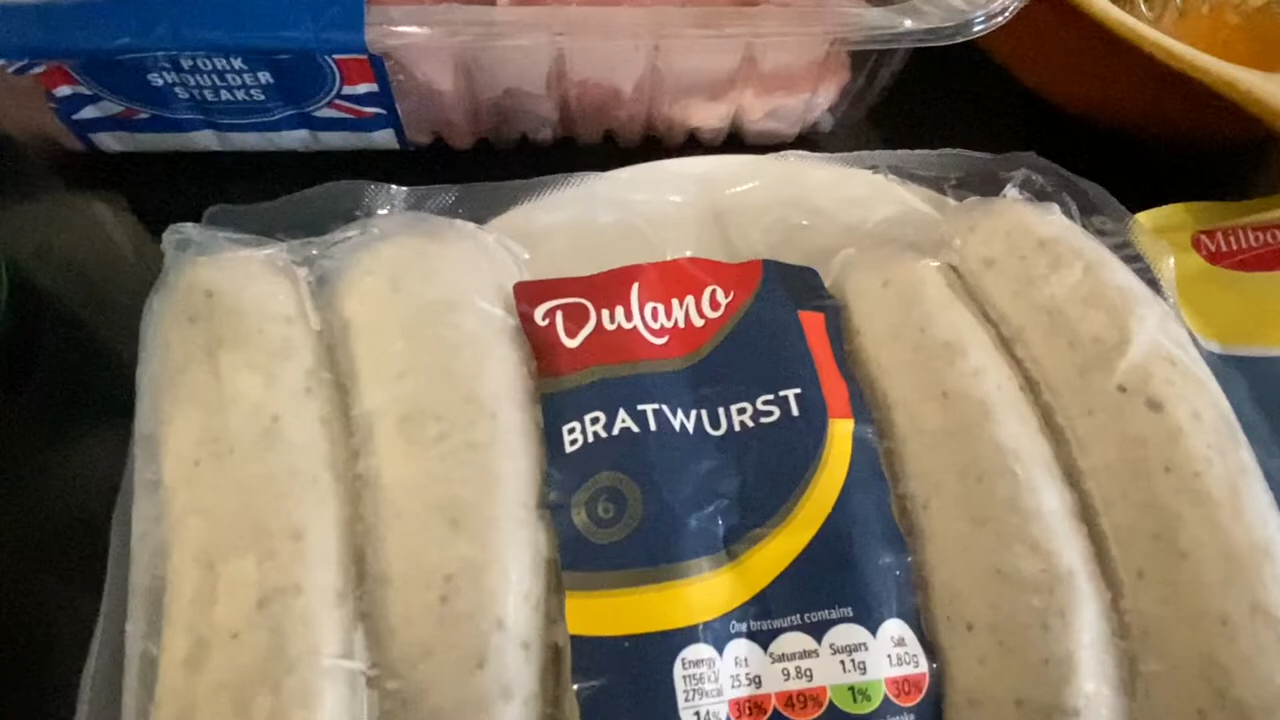 PORK
SHOULDER
STEAKS
Milbo
Dulano
BRATWURST
6
One bratwurst contains
Energy
1156kJ/
279kcal
14%
Fat
25.5g
36%
Saturates
9.8g
49%
Sugars
1.1g
1%
Salt
1.80g
30%